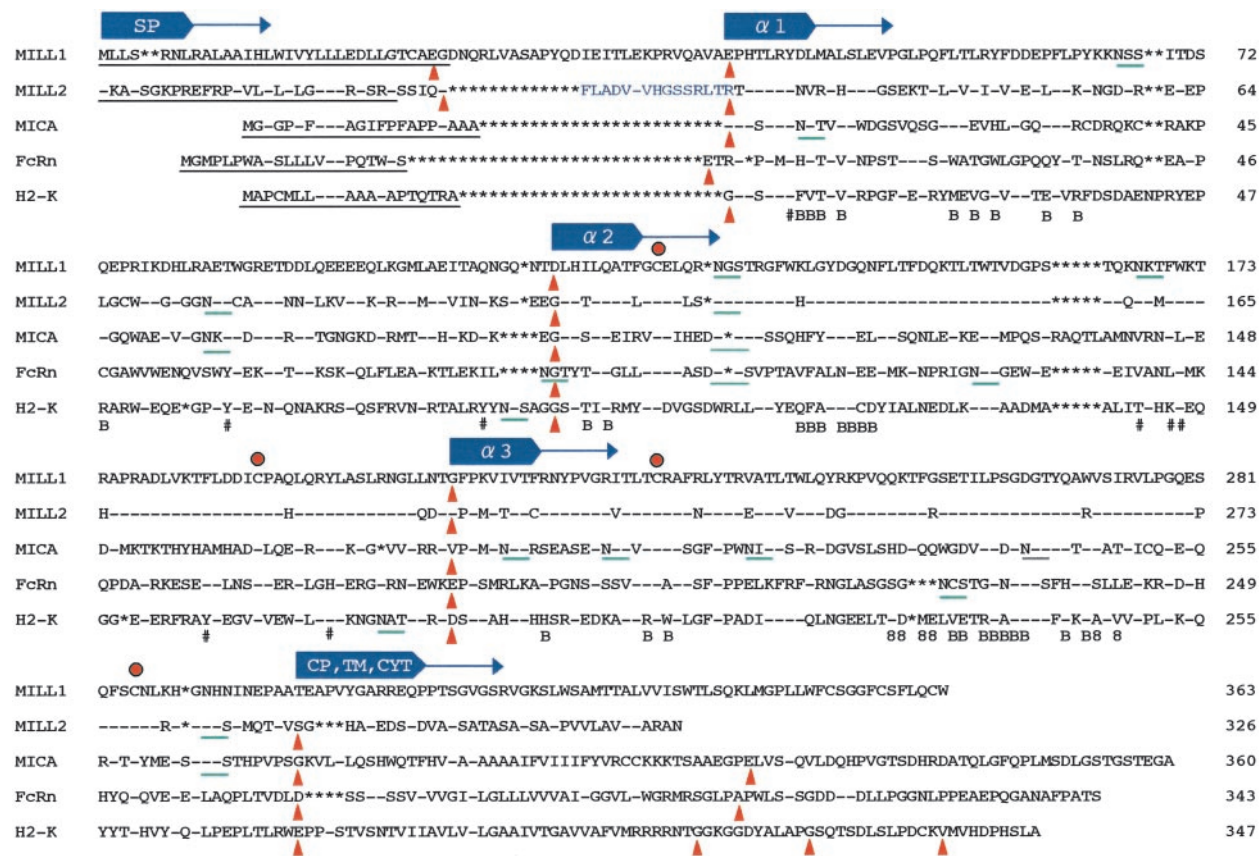 SP α1
MILL1 MLLS**RNLRALAAIHLWIVYLLLEDLLGTCAEGDNQRLVASAPYQDIEITLEKPRVQAVAEPHTLRYDLMALSLEVPGLPQFLTLRYFDDEPFLPYKKNSS**ITDS 72
MILL2 -KA-SGKPREFRP-VL-L-LG---R-SR-SSIQ-*************FLADV-VHGSSRLTRT-----NVR-H---GSEKT-L-VI-V-EL--K--NGD-R**-E-EP 64
MICA MG-GP-F---AGIFPFAPP-AAA************************---S---N-TV--WDGSVQSG---EVHL-GQ---RCDRQKC**RAKP 45
FcRn MGMPLPWA-SLLLV--PQTW-S*****************************ETR-*P-M-H-T-V-NPST---S-WATGWLGPQQY-T-NSLRQ**EA-P 46
H2-K MAPCMLLL---AAA-APTQTRA**************************G--S---FVT-V-RPGF-E-RYMEVG-V--TE-VRFDSDAENPRYEP 47
#BBB B B B B B B
α2
MILL1 QEPRIKDHLRAETWGRETDDLQEEEEQLKGMLAEITAQNGQ*NTDLHILQATFGCELQR*NGSTRGFWKLGYDGQNFLTFDQKTLTWTVDGPS*****TQKNKTFWKT 173
MILL2 LGCW--G-GGN--CA---NN-LKV--K-R--M-VIN-KS-*EEG--T----L----LS*-------H------------------------*****--Q--M----- 165
MICA -GQWAE-V-GNK--D---R--TGNGKD-RMT--H-KD-K****EG--S--EIRV--IHED-*---SSQHFY---EL--SQNLE-KE--MPQS-RAQTLAMNVRN-L-E 148
FcRn CGAWVWENQVSWY-EK--T--KSK-QLFLEA-KTLEKIL****NGTYT--GLL---ASD-*-SVPTAVFALN-EE-MK-NPRIGN--GEW-E*****-EIVANL-MK 144
H2-K RARW-EQE*GP-Y-E--N-QNAKRS-QSFRVN-RTALRYYN-SAGGS-TI-RMY--DVGSDWRLL--YEQFA--CDYIALNEDLK---AADMA*****ALIT-HK-EQ 149
B # # B B BBB BBBB # ##
α3
MILL1 RAPRADLVKTFLDDICPAQLQRYLASLRNGLLNTGFPKVIVTFRNYPVGRITLTCRAFRLYTRVATLTWLQYRKPVQQKTFGSETILPSGDGTYQAWVSIRVLPGQES 281
MILL2 H-----------------H------------QD--P-M-T-C-------V-------N----E--V--DG--------R--------------R----------P 273
MICA D-MKTKTHYHAMHAD-LQE-R---K-G*VV-RR-VP-M-N--RSEASE-N--V-----SGF-PWNI--S-R-DGVSLSHD-QQWGDV--D-N---T--AT-ICQ-E-Q 255
FcRn QPDA-RKESE--LNS--ER-LGH-ERG-RN-EWKEP-SMRLKA-PGNS-SSV---A--SF-PPELKFRF-RNGLASGSG***NCSTG-N---SFH-SLLE-KR-D-H 249
H2-K GG*E-ERFRAY-EGV-VEW-L---KNGNAT--R-DS--AH--HHSREDKA--R-W-LGF-PADI---QLNGEELT-D*MELVETR-A----F-K-A-VV--PL-K-Q 255
# # B B B 88 88 BB BBBBB B B8 8
CP,TM,CYT
MILL1 QFSCNLKH*GNHNINEPAATEAPVYGARREQPPTSGVGSRVGKSLWSAMTTALVVISWTLSQKLMGPLLWFCSGGFCSFLQCW 363
MILL2 ------R-*---S-MQT-VSG***HA-EDS-DVA-SATASA-SA-PVVLAV--ARAN 326
MICA R-T-YME-S---STHPVPSGKVL-LQSHWQTFHV-A-AAAAIFVIIIFYVRCCKKKTSAAEGPELVS-QVLDQHPVGTSDHRDATQLGFQPLMSDLGSTGSTEGA 360
FcRn HYQ-QVE-E-LAQPLTVDLD****SS---SSV-VVGI-LGLLLVVVAI-GGVL-WGRMRSGLPAPWLS-SGDD-DLLPGGNLPPEAEPQGANAFPATS 343
H2-K YYT-HVY-Q-LPEPLTLRWEPP-STVSNTVIIAVLV-LGAAIVTGAVVAFVMRRRRNTGGKGGDYALAPGSQTSDLSLPDCKVMVHDPHSLA 347